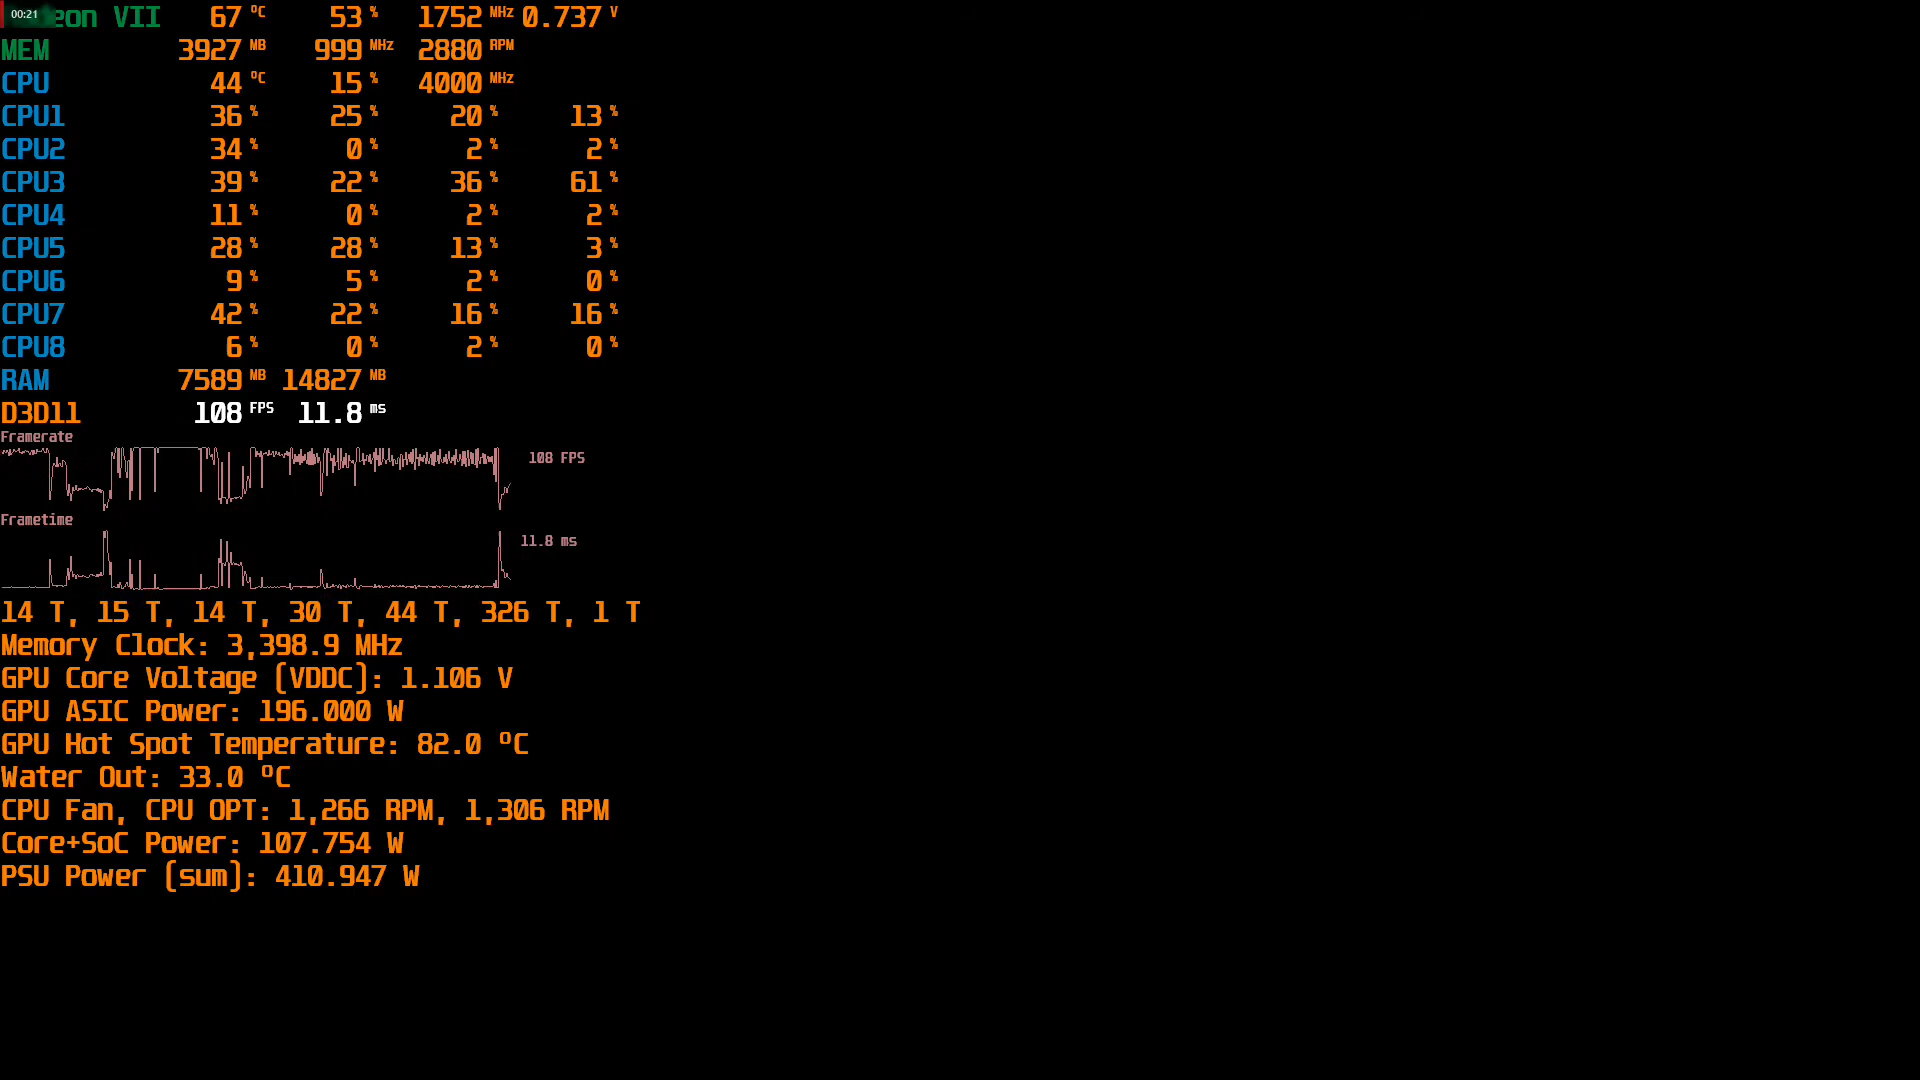 00:21 eon VII 67 °C 53 % 1752 MHz 0.737 V
MEM 3927 MB 999 MHz 2880 RPM
CPU 44 °C 15 % 4000 MHz
CPU1 36 % 25 % 20 % 13 %
CPU2 34 % 0 % 2 % 2 %
CPU3 39 % 22 % 36 % 61 %
CPU4 11 % 0 % 2 % 2 %
CPU5 28 % 28 % 13 % 3 %
CPU6 9 % 5 % 2 % 0 %
CPU7 42 % 22 % 16 % 16 %
CPU8 6 % 0 % 2 % 0 %
RAM 7589 MB 14827 MB
D3D11 108 FPS 11.8 ms
Framerate
108 FPS
Frametime
11.8 ms
14 T, 15 T, 14 T, 30 T, 44 T, 326 T, 1 T
Memory Clock: 3,398.9 MHz
GPU Core Voltage (VDDC): 1.106 V
GPU ASIC Power: 196.000 W
GPU Hot Spot Temperature: 82.0 °C
Water Out: 33.0 °C
CPU Fan, CPU OPT: 1,266 RPM, 1,306 RPM
Core+SoC Power: 107.754 W
PSU Power (sum): 410.947 W